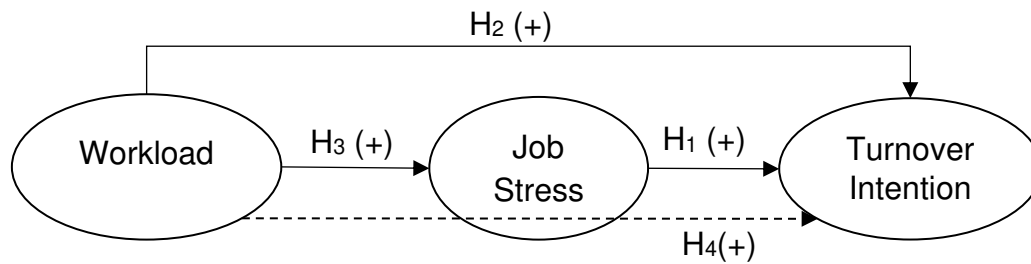 H2 (+)
Workload
H3 (+)
Job
Stress
H1 (+)
Turnover
Intention
H4(+)